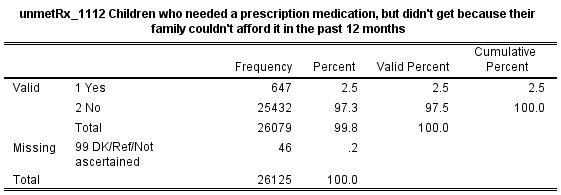 unmetRx_1112 Children who needed a prescription medication, but didn't get because their
family couldn't afford it in the past 12 months
Frequency Percent Valid Percent Cumulative Percent
Valid 1 Yes 647 2.5 2.5 2.5
2 No 25432 97.3 97.5 100.0
Total 26079 99.8 100.0
Missing 99 DK/Ref/Not ascertained 46 .2
Total 26125 100.0